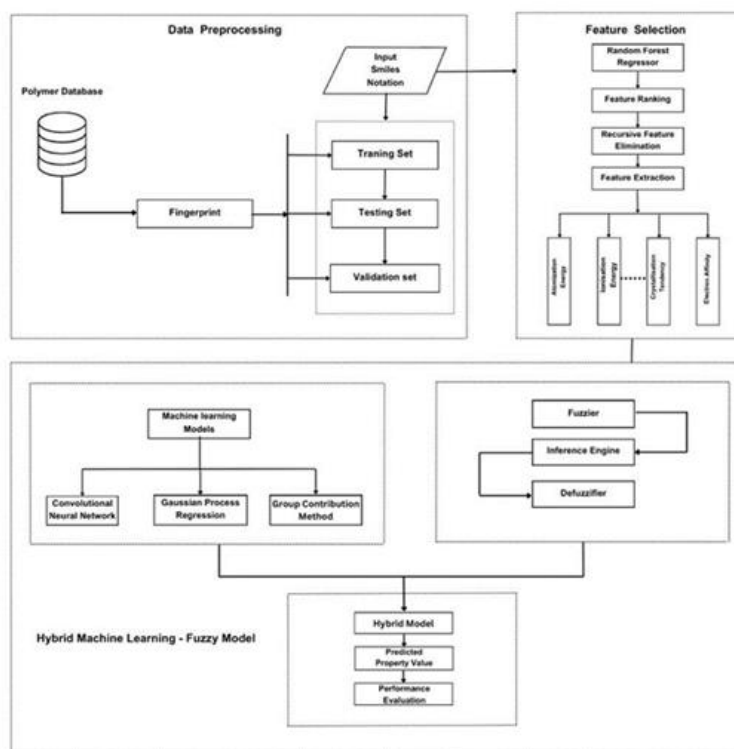 Data Preprocessing
Input
Smiles
Notation
Polymer Database
Fingerprint
Traning Set
Testing Set
Validation set
Feature Selection
Random Forest
Regressor
Feature Ranking
Recursive Feature
Elimination
Feature Extraction
Atomization
Energy
Ionisation
Energy
Crystallisation
Tendency
Electron Affinity
Machine learning
Models
Convolutional
Neural Network
Gaussian Process
Regression
Group Contribution
Method
Fuzzier
Inference Engine
Defuzzifier
Hybrid Machine Learning - Fuzzy Model
Hybrid Model
Predicted
Property Value
Performance
Evaluation